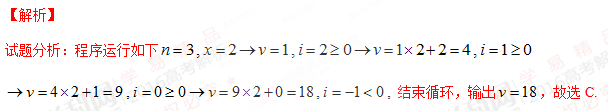 【解析】
试题分析：程序运行如下 n=3, x=2→v=1, i=2≥0→v=1×2+2=4, i=1≥0
→v=4×2+1=9, i=0≥0→v=9×2+0=18, i=-1<0, 结束循环，输出v=18，故选 C.